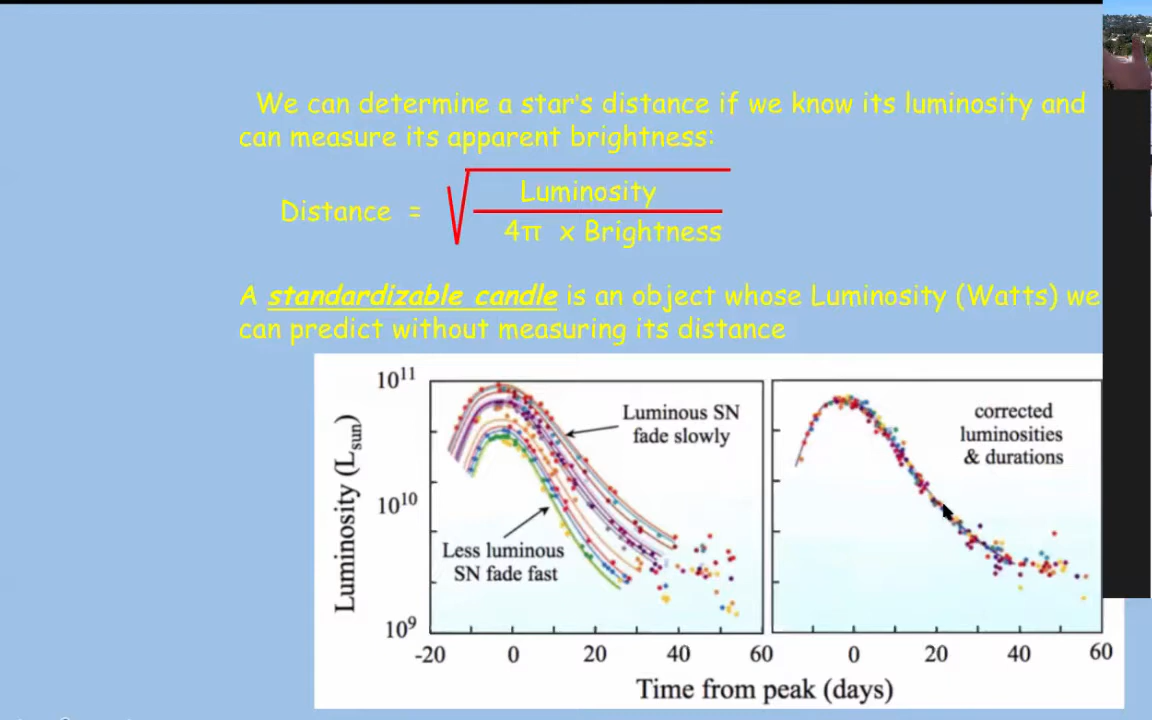 We can determine a star's distance if we know its luminosity and
can measure its apparent brightness:
Luminosity
Distance =
4π x Brightness
A standardizable candle is an object whose Luminosity (Watts) we
can predict without measuring its distance
10¹¹
10¹⁰
10⁹
Luminosity (Lsun)
Luminous SN
fade slowly
Less luminous
SN fade fast
corrected
luminosities
& durations
-20 0 20 40 60 0 20 40 60
Time from peak (days)